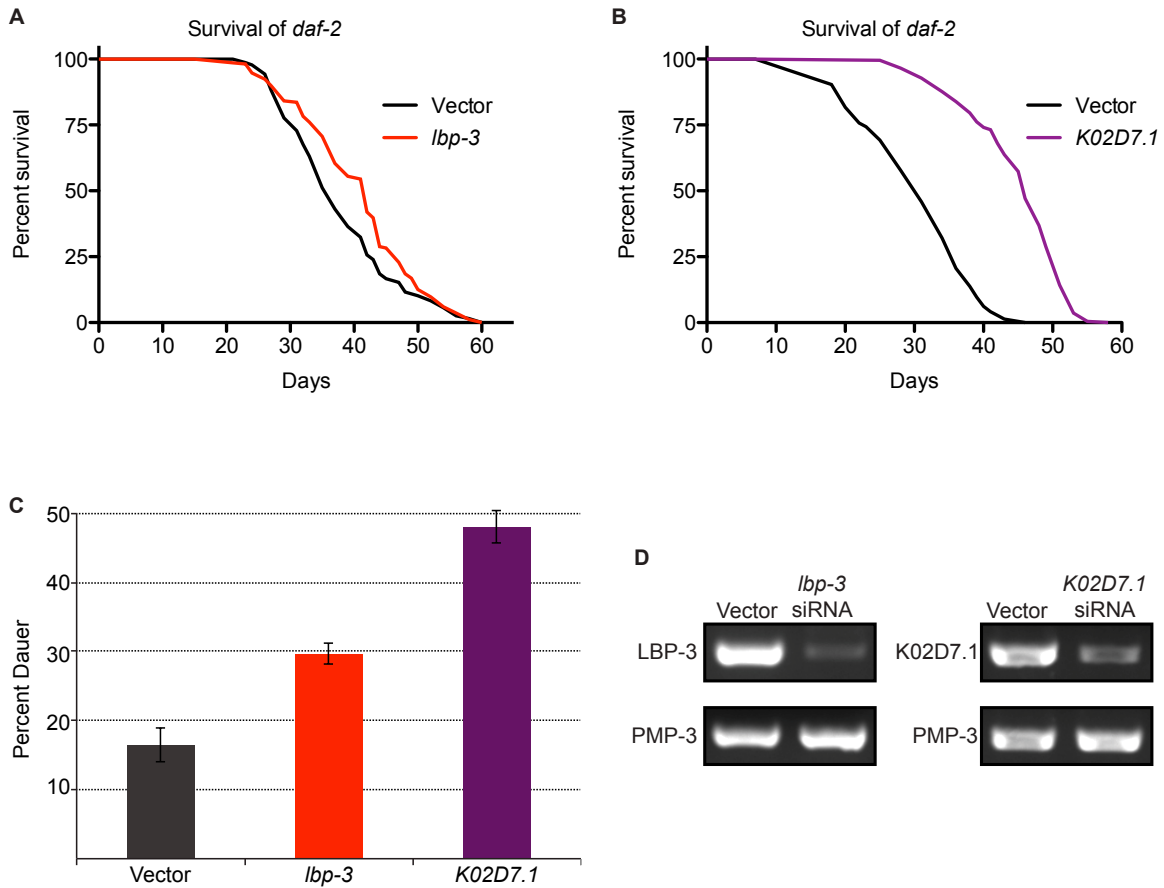 A
Survival of daf-2
100
75
50
25
0
Percent survival
0 10 20 30 40 50 60
Days
Vector
lbp-3
B
Survival of daf-2
100
75
50
25
0
Percent survival
0 10 20 30 40 50 60
Days
Vector
K02D7.1
C
50
40
30
20
10
Percent Dauer
Vector lbp-3 K02D7.1
D
lbp-3
Vector siRNA
LBP-3
PMP-3
K02D7.1
Vector siRNA
K02D7.1
PMP-3